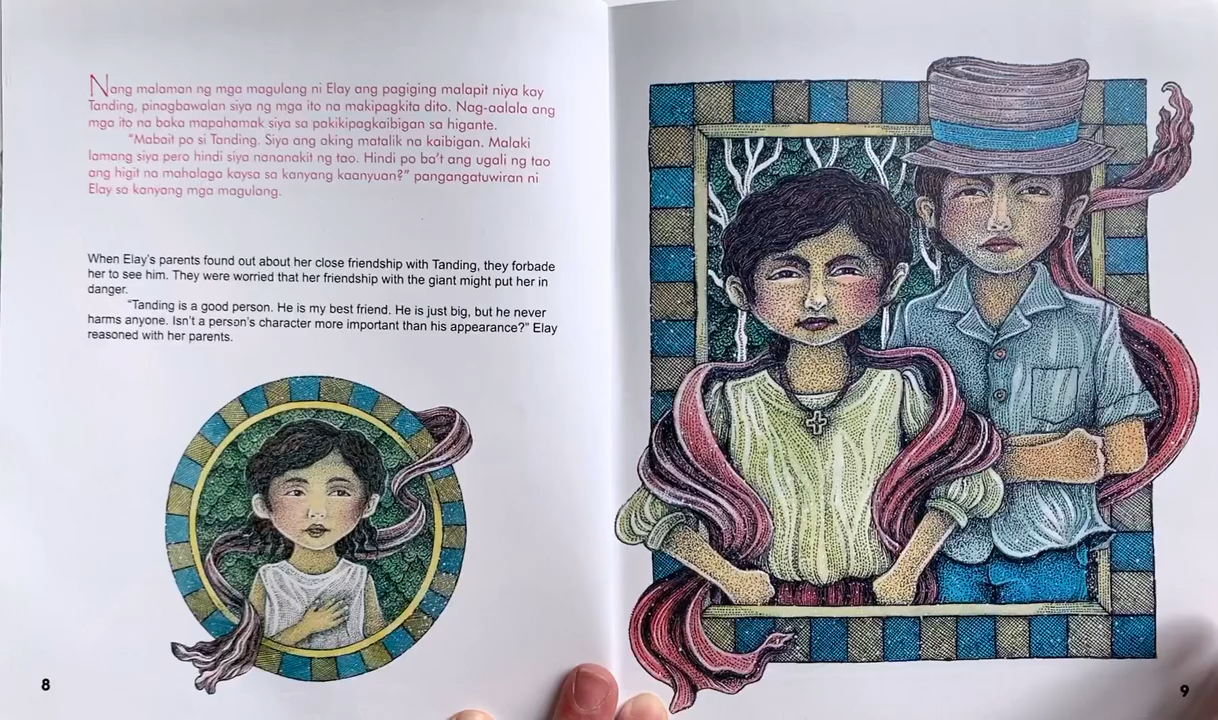 Nang malaman ng mga magulang ni Elay ang pagiging malapit niya kay
Tanding, pinagbawalan siya ng mga ito na makipagkita dito. Nag-aalala ang
mga ito na baka mapahamak siya sa pakikipagkaibigan sa higante.
"Mabait po si Tanding. Siya ang aking matalik na kaibigan. Malaki
lamang siya pero hindi siya nananakit ng tao. Hindi po ba't ang ugali ng tao
ang higit na mahalaga kaysa sa kanyang kaanyuan?" pangangatuwiran ni
Elay sa kanyang mga magulang.
When Elay's parents found out about her close friendship with Tanding, they forbade
her to see him. They were worried that her friendship with the giant might put her in
danger.
"Tanding is a good person. He is my best friend. He is just big, but he never
harms anyone. Isn't a person's character more important than his appearance?" Elay
reasoned with her parents.
8
9